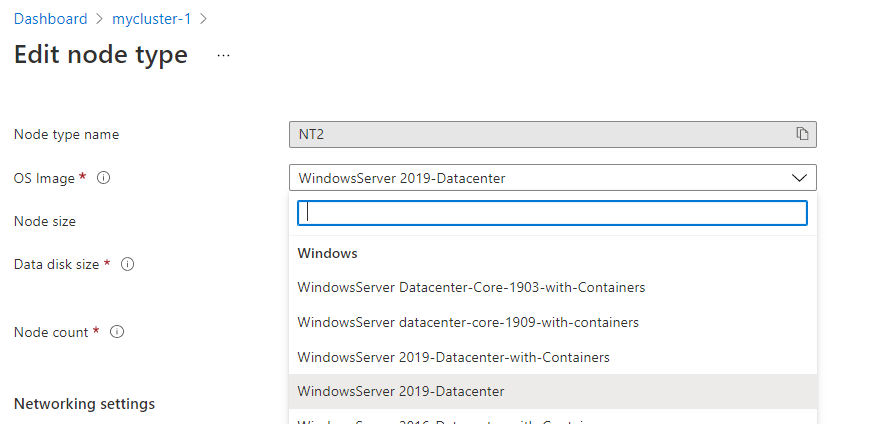 Dashboard > mycluster-1 >
Edit node type ...
Node type name NT2
OS Image * WindowsServer 2019-Datacenter
Node size
Windows
Data disk size *
WindowsServer Datacenter-Core-1903-with-Containers
WindowsServer datacenter-core-1909-with-containers
Node count *
WindowsServer 2019-Datacenter-with-Containers
WindowsServer 2019-Datacenter
Networking settings